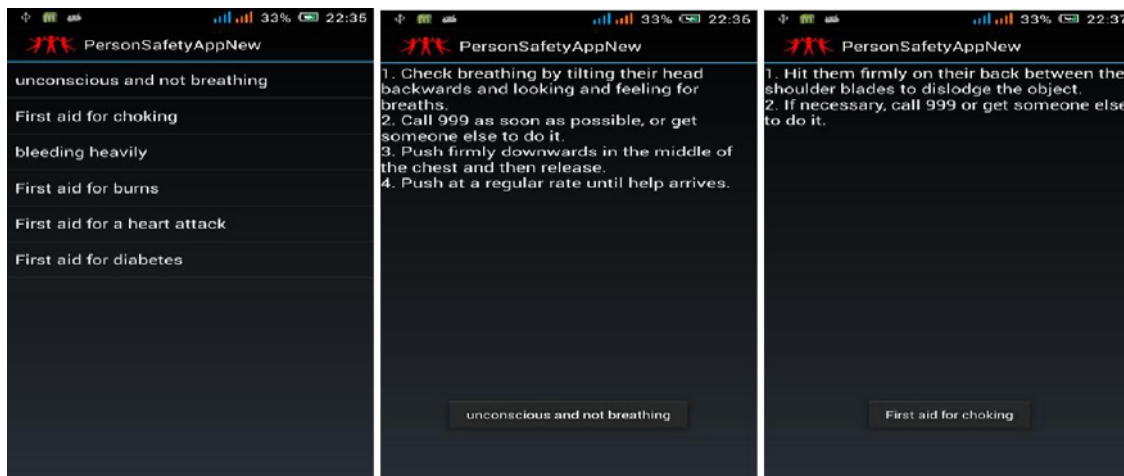 33% 22:35
PersonSafetyAppNew
unconscious and not breathing
First aid for choking
bleeding heavily
First aid for burns
First aid for a heart attack
First aid for diabetes
33% 22:36
PersonSafetyAppNew
1. Check breathing by tilting their head
backwards and looking and feeling for
breaths.
2. Call 999 as soon as possible, or get
someone else to do it.
3. Push firmly downwards in the middle of
the chest and then release.
4. Push at a regular rate until help arrives.
unconscious and not breathing
33% 22:37
PersonSafetyAppNew
1. Hit them firmly on their back between the
shoulder blades to dislodge the object.
2. If necessary, call 999 or get someone else
to do it.
First aid for choking